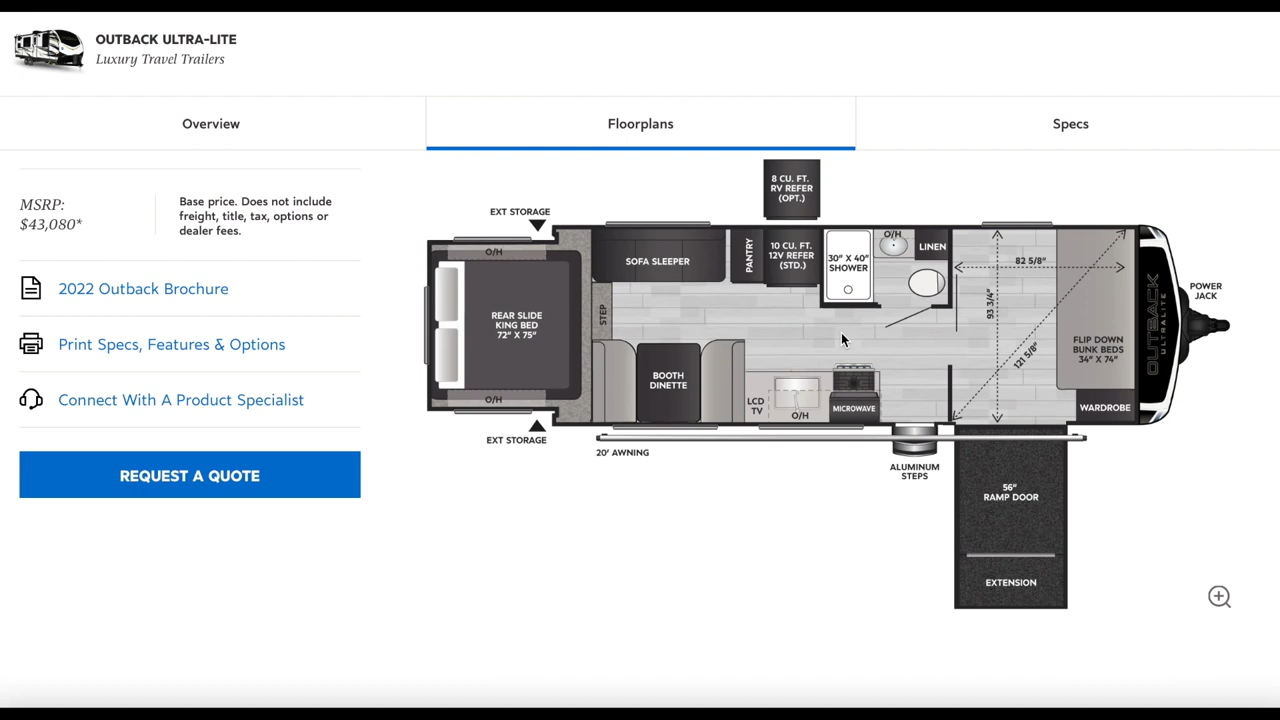 OUTBACK ULTRA-LITE
Luxury Travel Trailers
Overview
Floorplans
Specs
MSRP:
$43,080*
Base price. Does not include
freight, title, tax, options or
dealer fees.
2022 Outback Brochure
Print Specs, Features & Options
Connect With A Product Specialist
REQUEST A QUOTE
8 CU. FT.
RV REFER
(OPT.)
EXT STORAGE
O/H
REAR SLIDE
KING BED
72" X 75"
O/H
EXT STORAGE
STEP
SOFA SLEEPER
PANTRY
10 CU. FT.
12V REFER
(STD.)
30" X 40"
SHOWER
O/H
LINEN
BOOTH
DINETTE
LCD
TV
O/H
MICROWAVE
20' AWNING
ALUMINUM
STEPS
82 5/8"
93 3/4"
121 5/8"
FLIP DOWN
BUNK BEDS
34" X 74"
WARDROBE
OUTBACK
ULTRALITE
POWER
JACK
56"
RAMP DOOR
EXTENSION